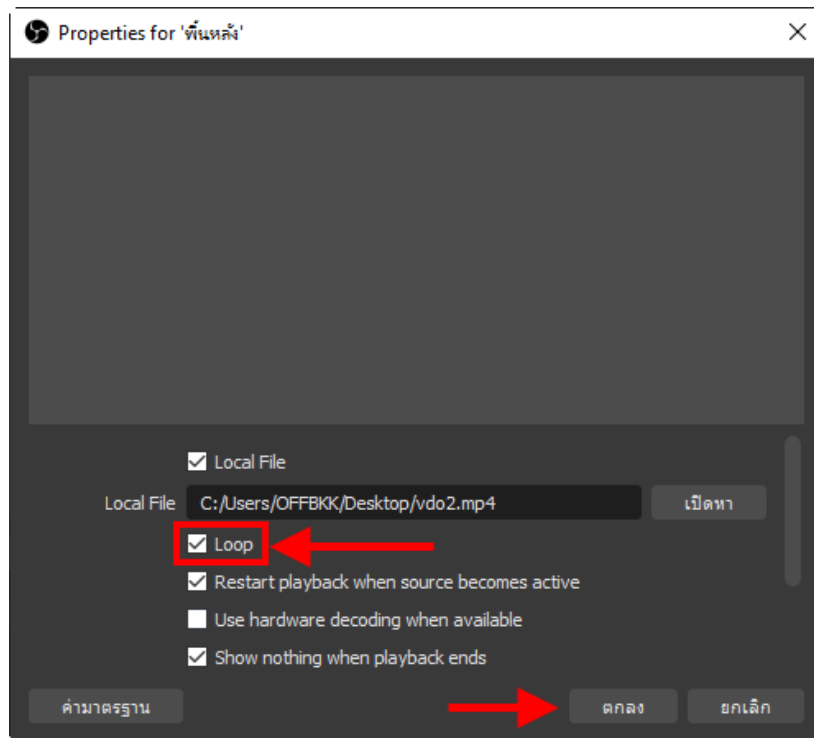 Properties for 'พื้นหลัง'
Local File
Local File C:/Users/OFFBKK/Desktop/vdo2.mp4 เปิดหา
Loop
Restart playback when source becomes active
Use hardware decoding when available
Show nothing when playback ends
ค่ามาตรฐาน ตกลง ยกเลิก